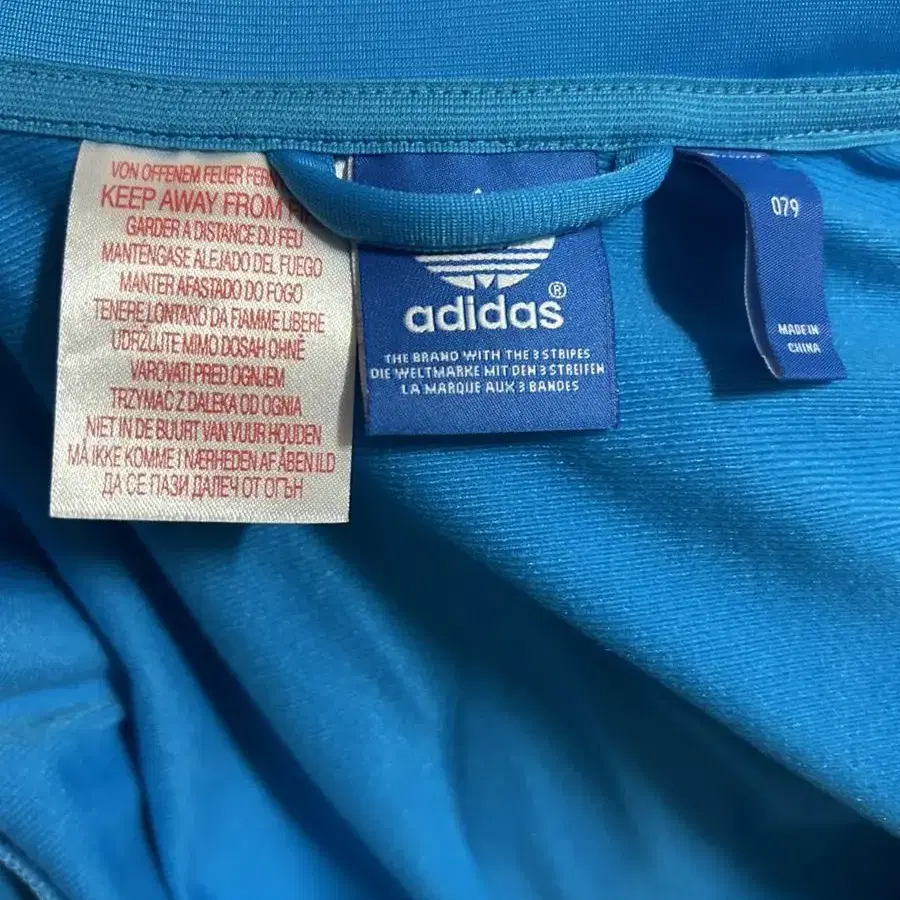 VON OFFENEM FEUER
KEEP AWAY FROM
GARDER A DISTANCE DU FEU
MANTENGASE ALEJADO DEL FUEGO
MANTER AFASTADO DO FOGO
TENERE LONTANO DA FIAMME LIBERE
UDRŽUJTE MIMO DOSAH OHNĚ
VAROVATI PRED OGNJEM
TRZYMAĆ Z DALEKA OD OGNIA
NIET IN DE BUURT VAN VUUR HOUDEN
MÅ IKKE KOMME I NÆRHEDEN AF ÅBEN ILD
ДА СЕ ПАЗИ ДАЛЕЧ ОТ ОГЪН
adidas®
THE BRAND WITH THE 3 STRIPES
DIE WELTMARKE MIT DEN 3 STREIFEN
LA MARQUE AUX 3 BANDES
079
MADE IN
CHINA